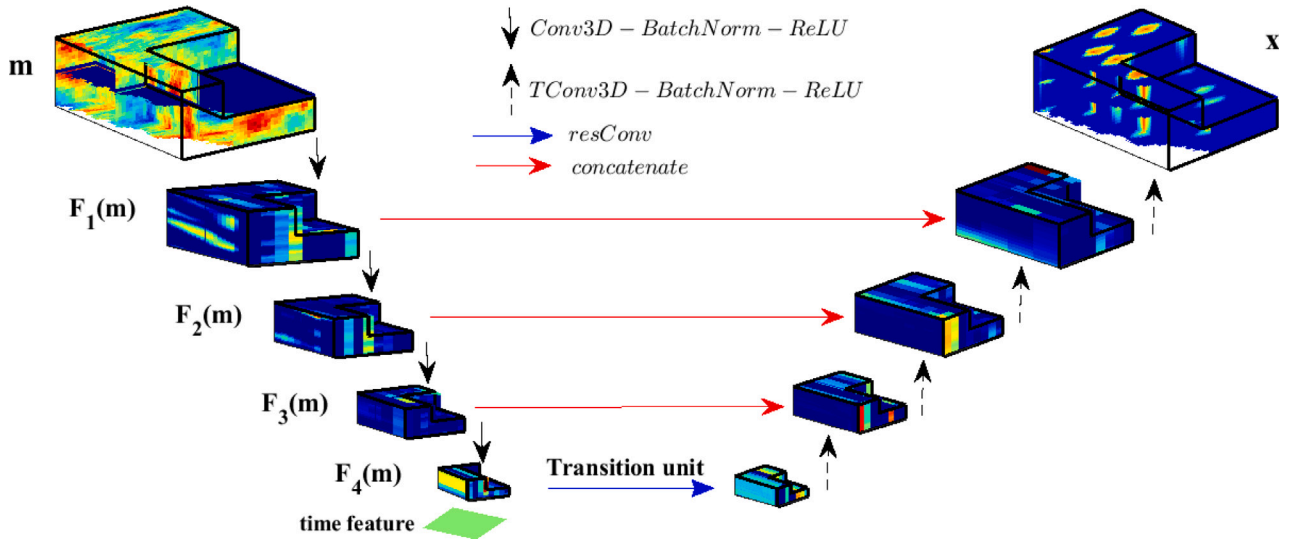 m
Conv3D − BatchNorm − ReLU
x
TConv3D − BatchNorm − ReLU
resConv
concatenate
F1(m)
F2(m)
F3(m)
F4(m)
Transition unit
time feature